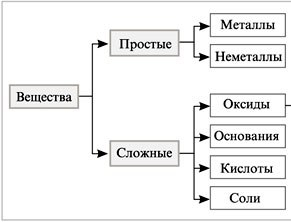 Вещества
Простые
Металлы
Неметаллы
Сложные
Оксиды
Основания
Кислоты
Соли